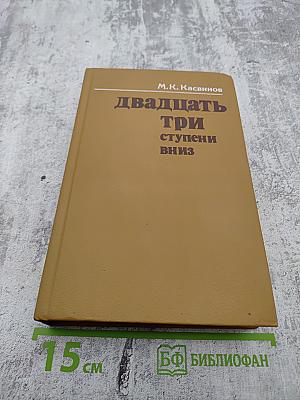 М.К. Касвинов
двадцать
три
ступени
вниз
15 см
БФ БИБЛИОФАН